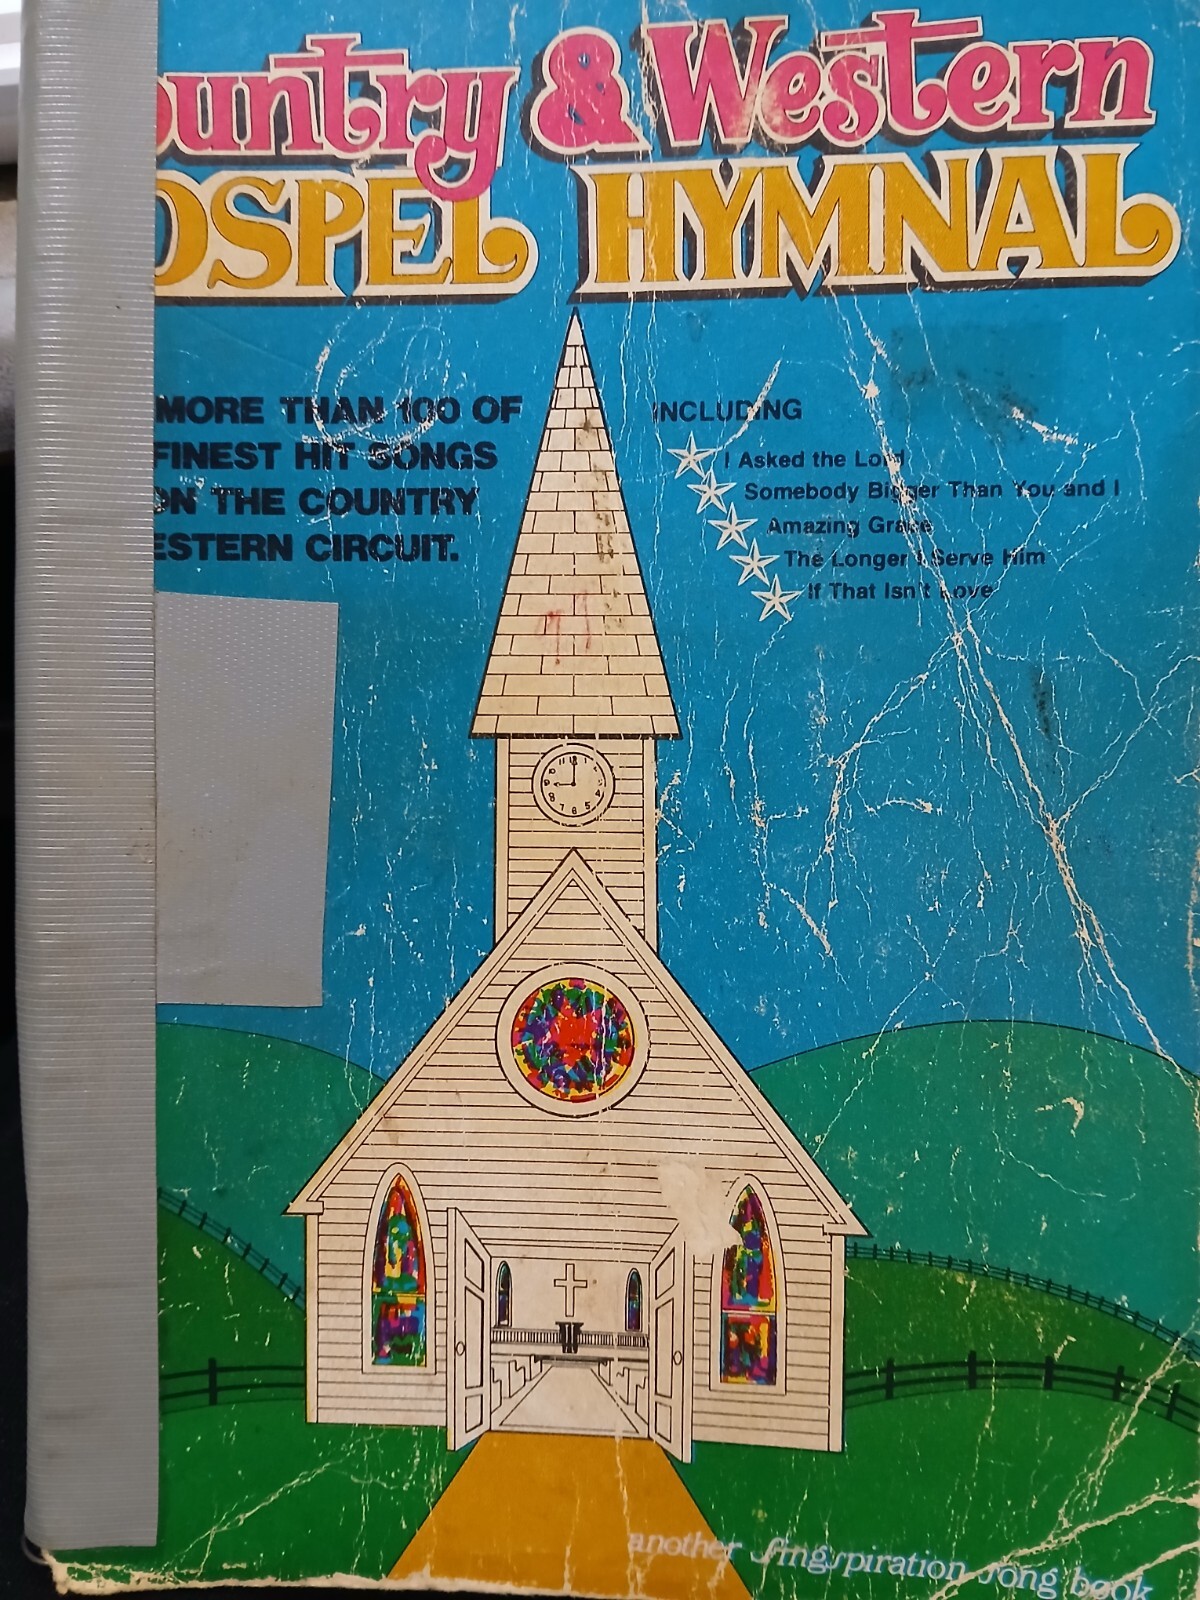 ountry & Western
OSPEL HYMNAL
MORE THAN 100 OF
FINEST HIT SONGS
ON THE COUNTRY
ESTERN CIRCUIT.
INCLUDING
I Asked the Lord
Somebody Bigger Than You and I
Amazing Grace
The Longer I Serve Him
If That Isn't Love
another Singspiration song book